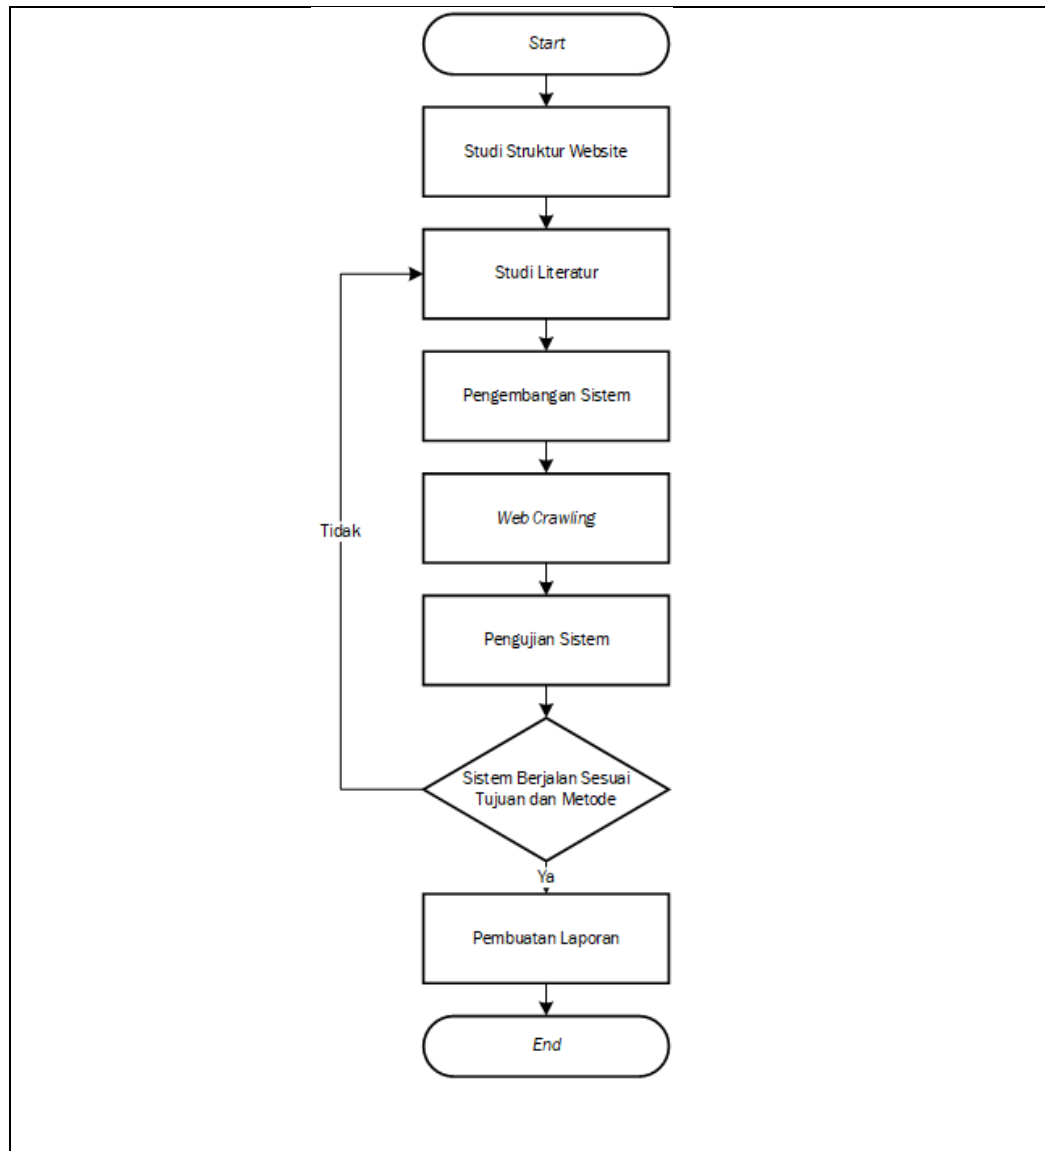 Start
Studi Struktur Website
Studi Literatur
Pengembangan Sistem
Web Crawling
Tidak
Pengujian Sistem
Sistem Berjalan Sesuai
Tujuan dan Metode
Ya
Pembuatan Laporan
End